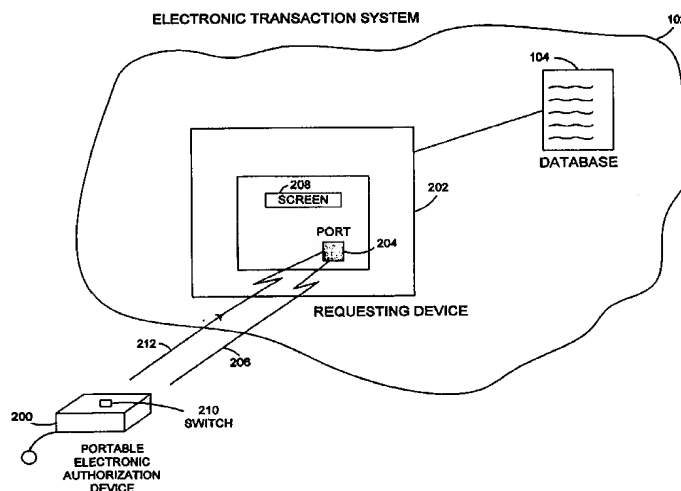 ELECTRONIC TRANSACTION SYSTEM
104
DATABASE
208
SCREEN
202
PORT
204
REQUESTING DEVICE
212
206
200
210
SWITCH
PORTABLE
ELECTRONIC
AUTHORIZATION
DEVICE